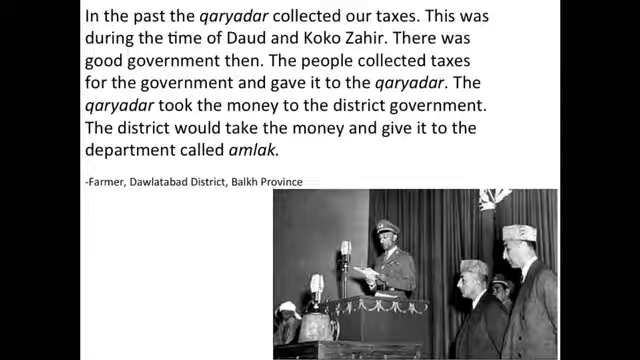 In the past the qaryadar collected our taxes. This was
during the time of Daud and Koko Zahir. There was
good government then. The people collected taxes
for the government and gave it to the qaryadar. The
qaryadar took the money to the district government.
The district would take the money and give it to the
department called amlak.
-Farmer, Dawlatabad District, Balkh Province